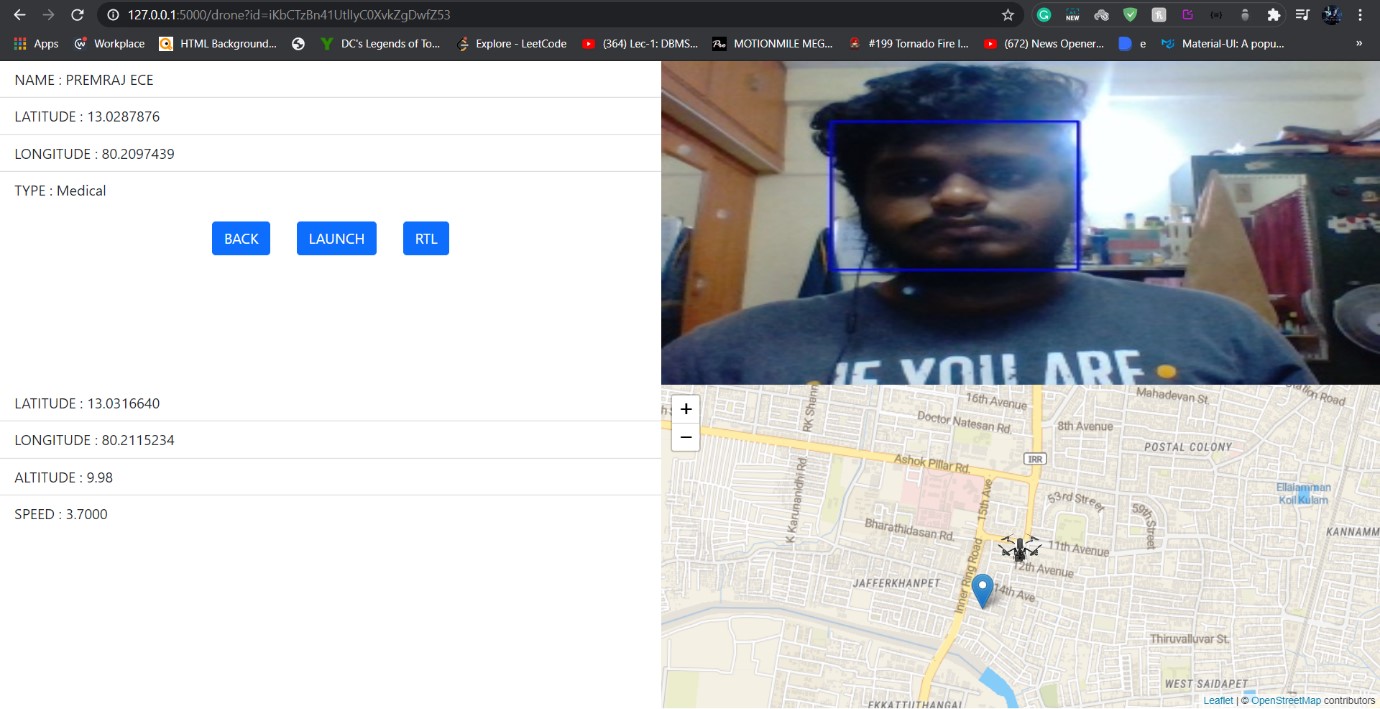 127.0.0.1:5000/drone?id=iKbCTzBn41UtlIyC0XvkZgDwfZ53
NEW
Apps
Workplace
HTML Background...
DC's Legends of To...
Explore - LeetCode
(364) Lec-1: DBMS...
MOTIONMILE MEG...
#199 Tornado Fire I...
(672) News Opener...
e
Material-UI: A popu...
»
NAME : PREMRAJ ECE
LATITUDE : 13.0287876
LONGITUDE : 80.2097439
TYPE : Medical
BACK
LAUNCH
RTL
IF YOU ARE
LATITUDE : 13.0316640
LONGITUDE : 80.2115234
ALTITUDE : 9.98
SPEED : 3.7000
+
−
RK Shanm
16th Avenue
Mahadevan St.
Station Road
Doctor Natesan Rd.
8th Avenue
POSTAL COLONY
IRR
Ashok Pillar Rd.
K Karunanidhi Rd.
15th Ave
53rd Street
59th Street
Ellalamman
Koil Kulam
Bharathidasan Rd.
KANNAMM
11th Avenue
12th Avenue
JAFFERKHANPET
Inner Ring Road
14th Ave
Thiruvalluvar St.
WEST SAIDAPET
EKKATTUTHANGAL
Leaflet | © OpenStreetMap contributors